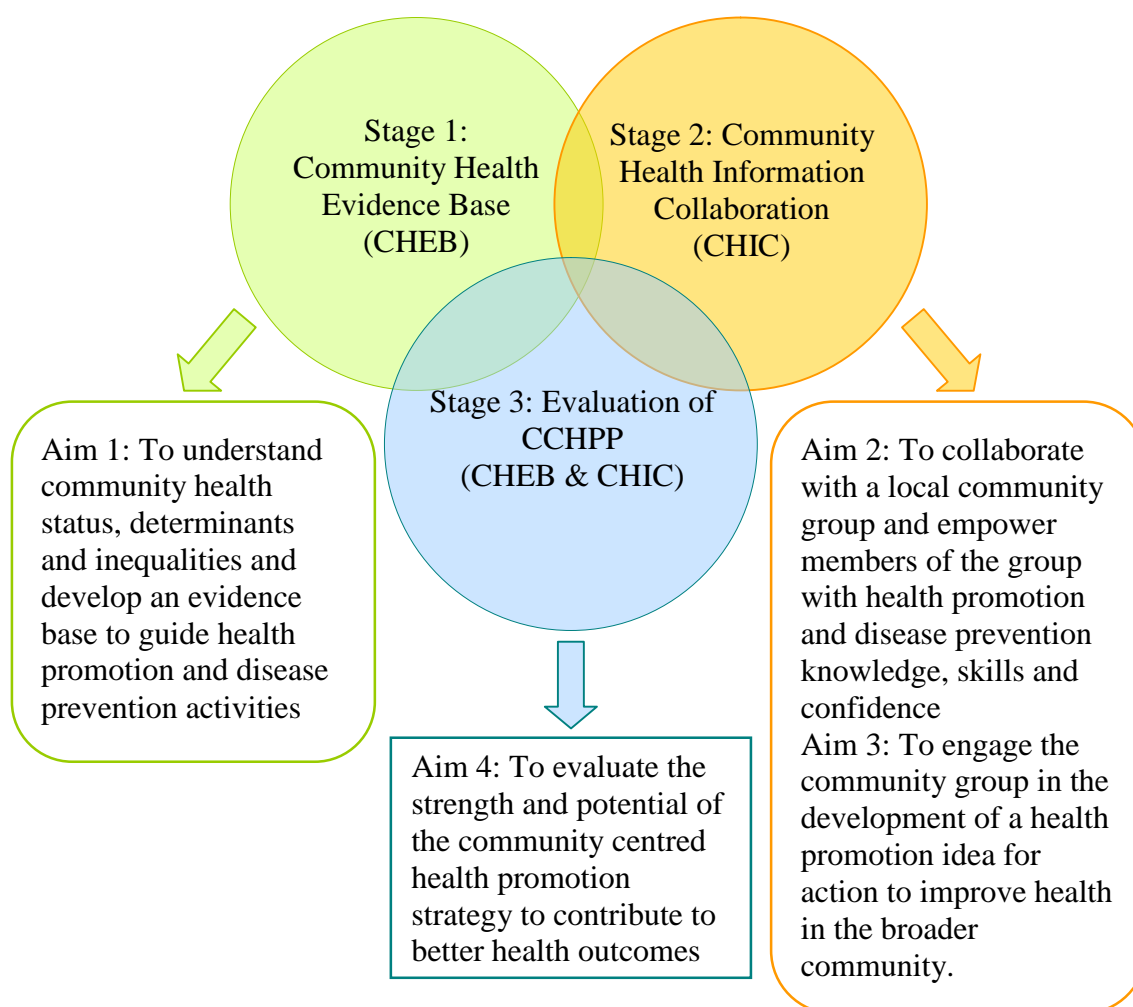 Stage 1:
Community Health
Evidence Base
(CHEB)
Stage 2: Community
Health Information
Collaboration
(CHIC)
Stage 3: Evaluation of
CCHPP
(CHEB & CHIC)
Aim 1: To understand
community health
status, determinants
and inequalities and
develop an evidence
base to guide health
promotion and disease
prevention activities
Aim 4: To evaluate the
strength and potential of
the community centred
health promotion
strategy to contribute to
better health outcomes
Aim 2: To collaborate
with a local community
group and empower
members of the group
with health promotion
and disease prevention
knowledge, skills and
confidence
Aim 3: To engage the
community group in the
development of a health
promotion idea for
action to improve health
in the broader
community.